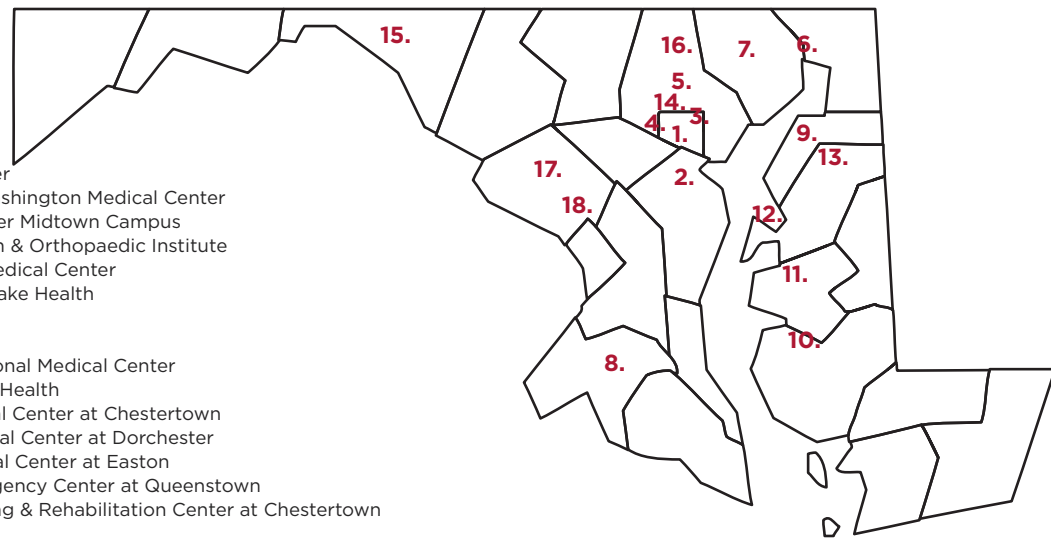 15.
16.
7.
6.
5.
14.
4.
3.
1.
9.
13.
17.
2.
18.
12.
11.
10.
8.
er
shington Medical Center
er Midtown Campus
n & Orthopaedic Institute
edical Center
ake Health
onal Medical Center
Health
al Center at Chestertown
al Center at Dorchester
al Center at Easton
gency Center at Queenstown
ng & Rehabilitation Center at Chestertown